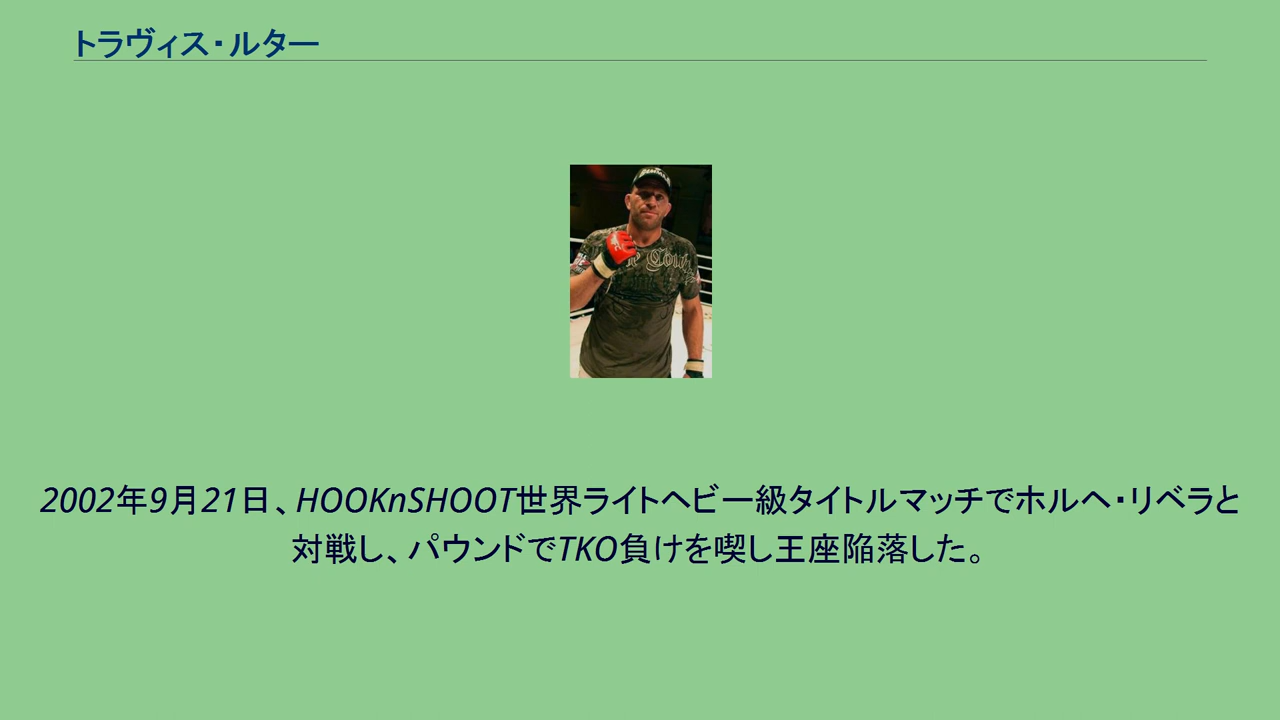 トラヴィス・ルター
2002年9月21日、HOOKnSHOOT世界ライトヘビー級タイトルマッチでホルヘ・リベラと
対戦し、パウンドでTKO負けを喫し王座陥落した。